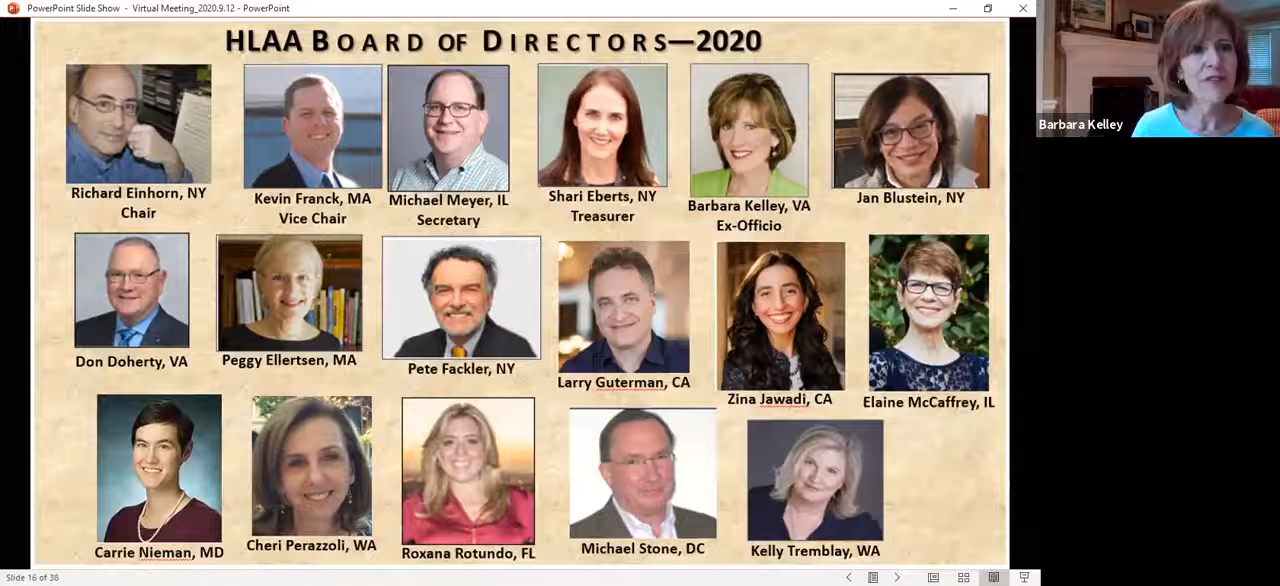 PowerPoint Slide Show - Virtual Meeting_2020.9.12 - PowerPoint
HLAA BOARD OF DIRECTORS—2020
Barbara Kelley
Richard Einhorn, NY
Chair
Kevin Franck, MA
Vice Chair
Michael Meyer, IL
Secretary
Shari Eberts, NY
Treasurer
Barbara Kelley, VA
Ex-Officio
Jan Blustein, NY
Don Doherty, VA
Peggy Ellertsen, MA
Pete Fackler, NY
Larry Guterman, CA
Zina Jawadi, CA
Elaine McCaffrey, IL
Carrie Nieman, MD
Cheri Perazzoli, WA
Roxana Rotundo, FL
Michael Stone, DC
Kelly Tremblay, WA
Slide 16 of 38